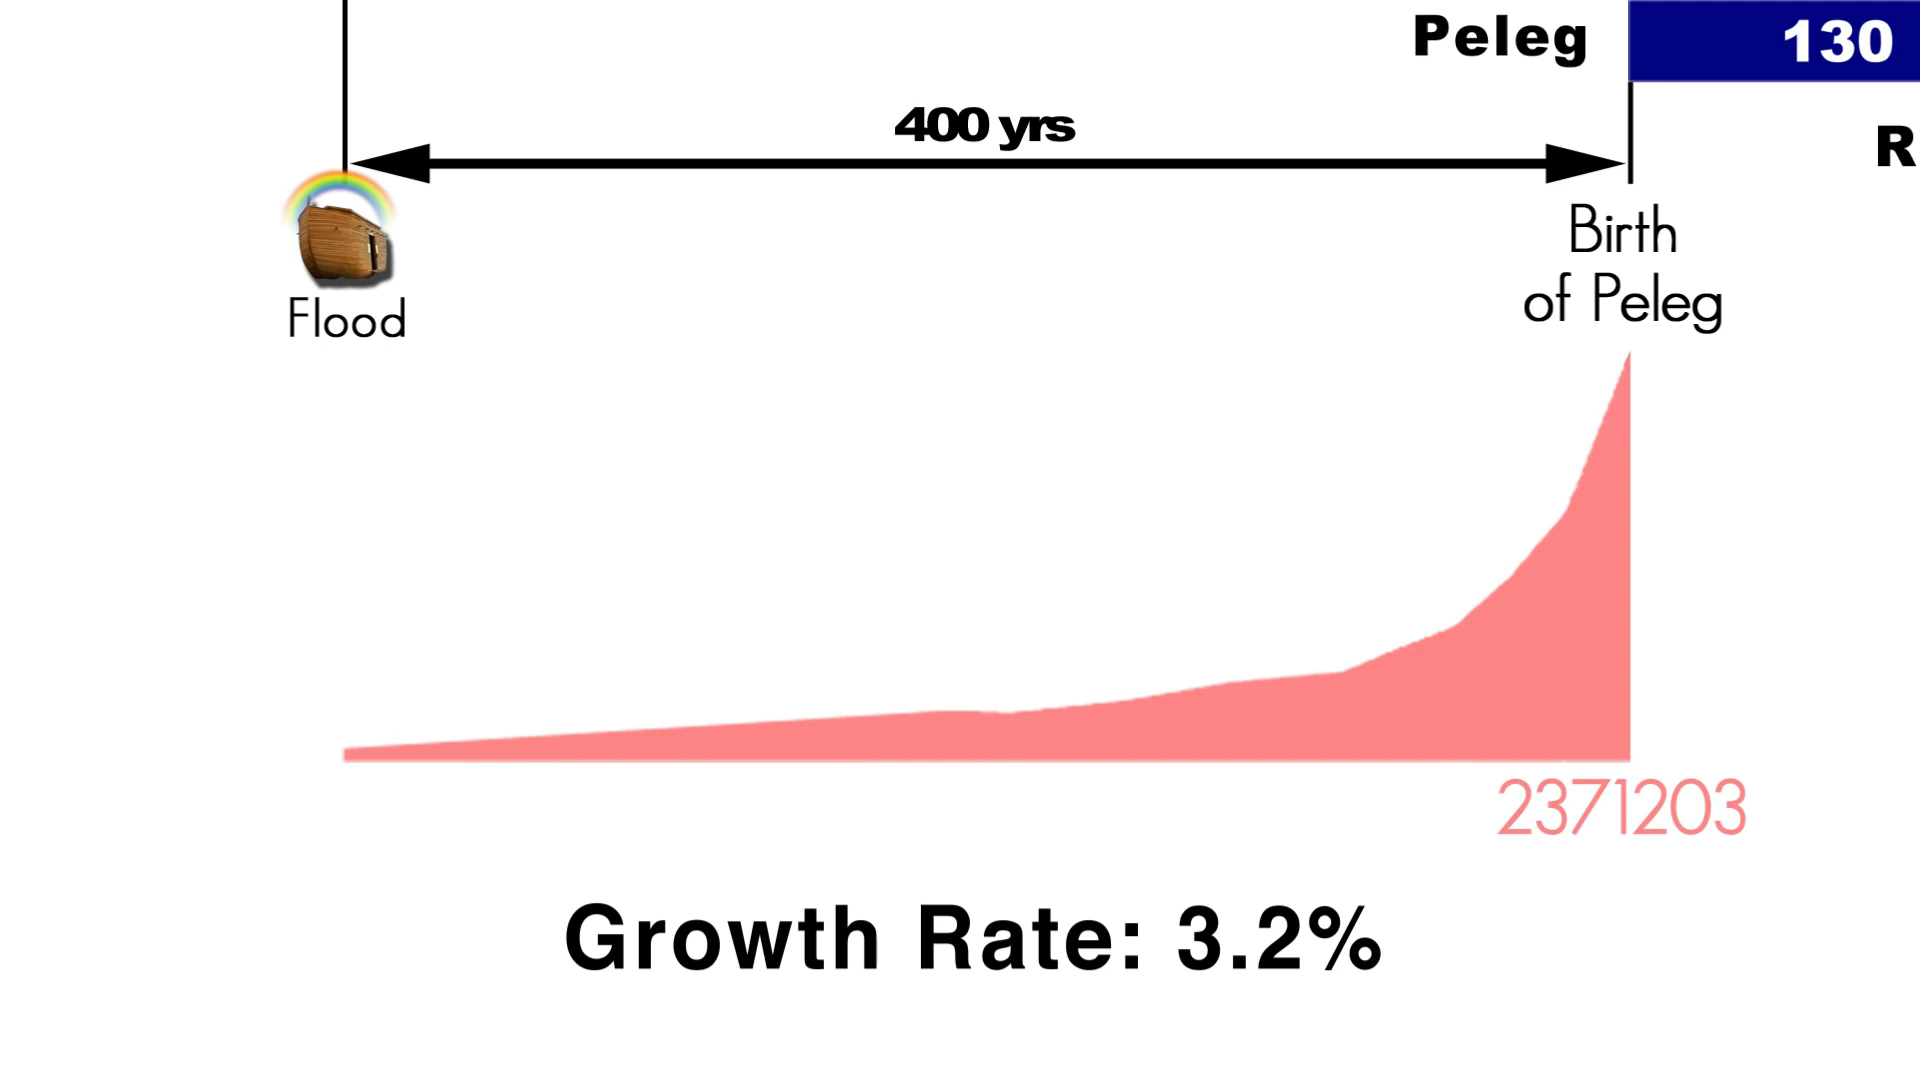 Peleg
130
400 yrs
R
Flood
Birth
of Peleg
2371203
Growth Rate: 3.2%